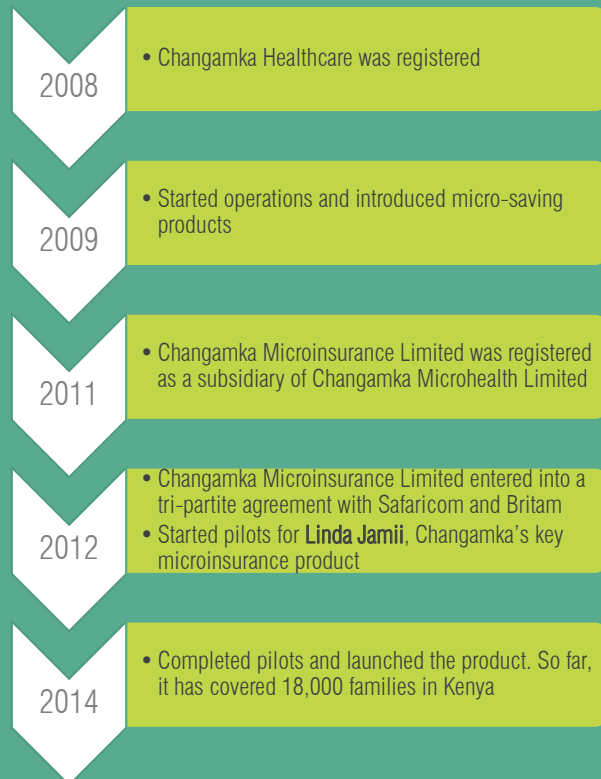 2008
• Changamka Healthcare was registered
2009
• Started operations and introduced micro-saving
products
2011
• Changamka Microinsurance Limited was registered
as a subsidiary of Changamka Microhealth Limited
2012
• Changamka Microinsurance Limited entered into a
tri-partite agreement with Safaricom and Britam
• Started pilots for Linda Jamii, Changamka’s key
microinsurance product
2014
• Completed pilots and launched the product. So far,
it has covered 18,000 families in Kenya